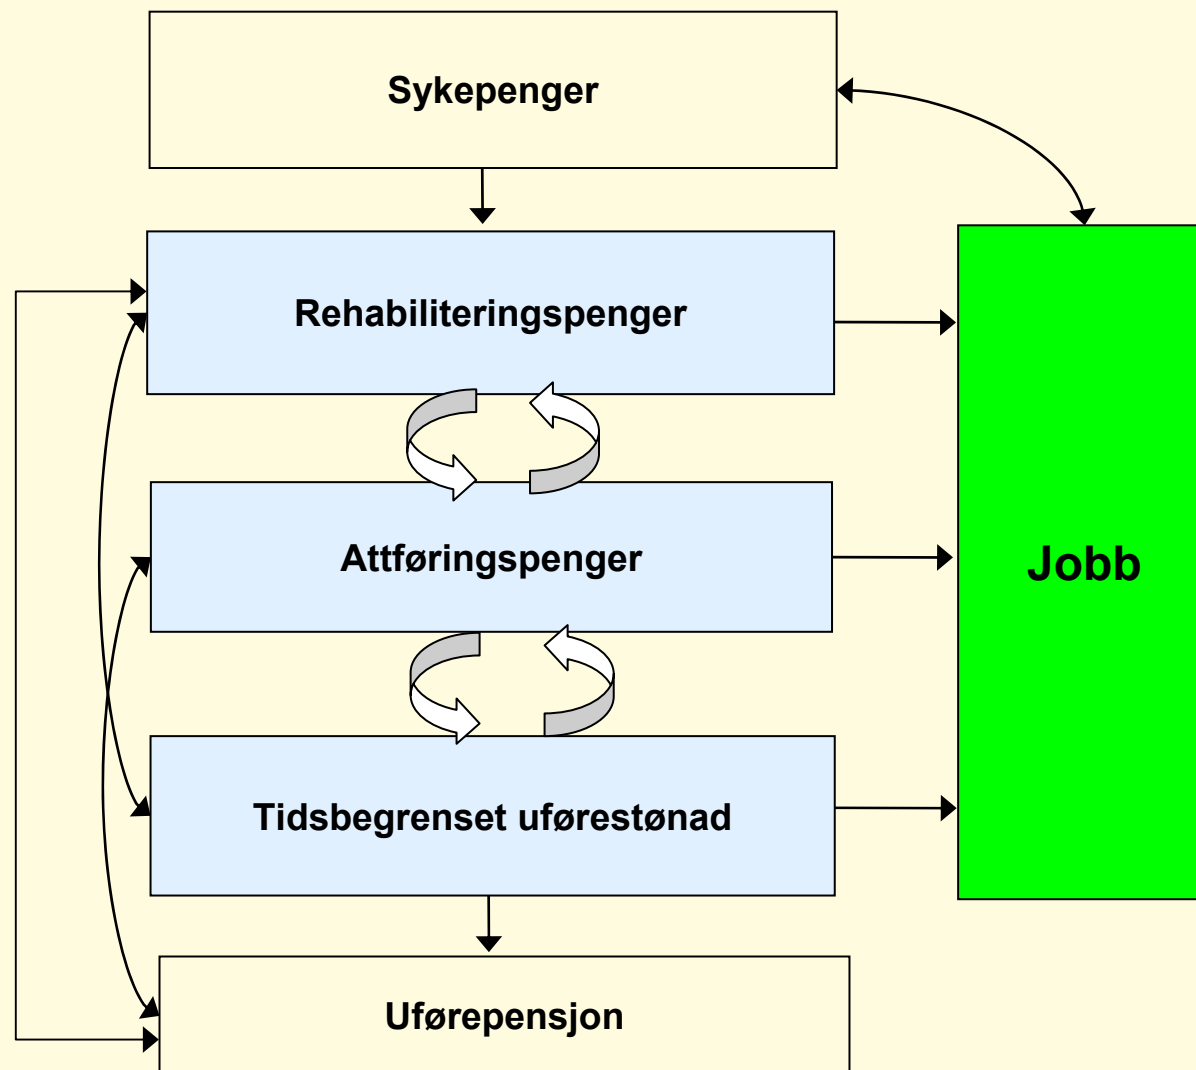 Sykepenger
Rehabiliteringspenger
Attføringspenger
Jobb
Tidsbegrenset uførestønad
Uførepensjon